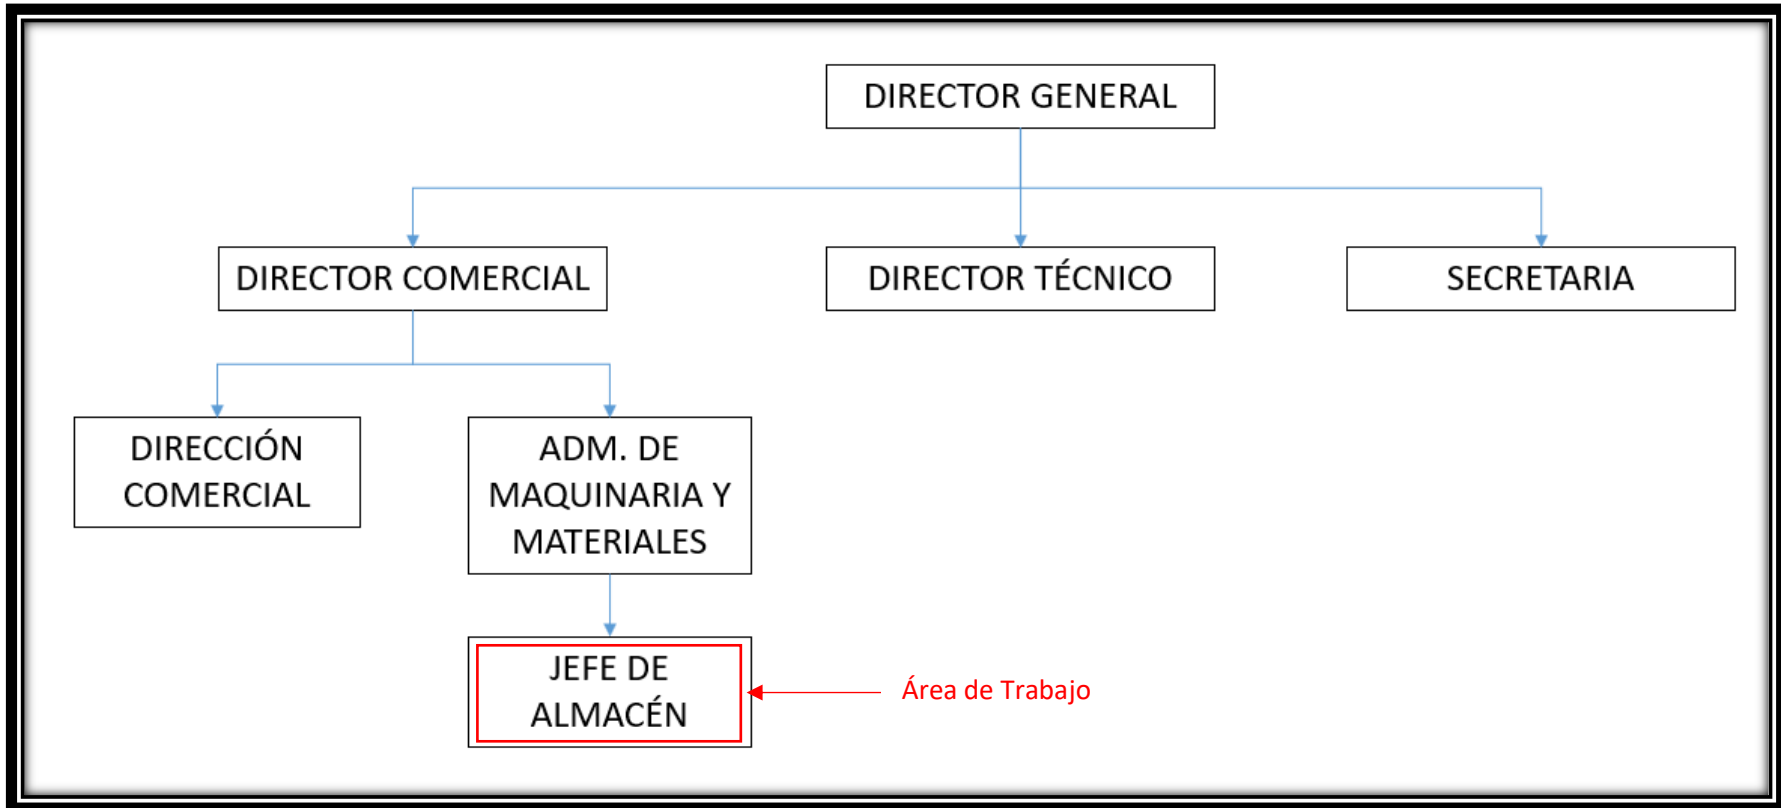 DIRECTOR GENERAL
DIRECTOR COMERCIAL
DIRECTOR TÉCNICO
SECRETARIA
DIRECCIÓN
COMERCIAL
ADM. DE
MAQUINARIA Y
MATERIALES
JEFE DE
ALMACÉN
Área de Trabajo